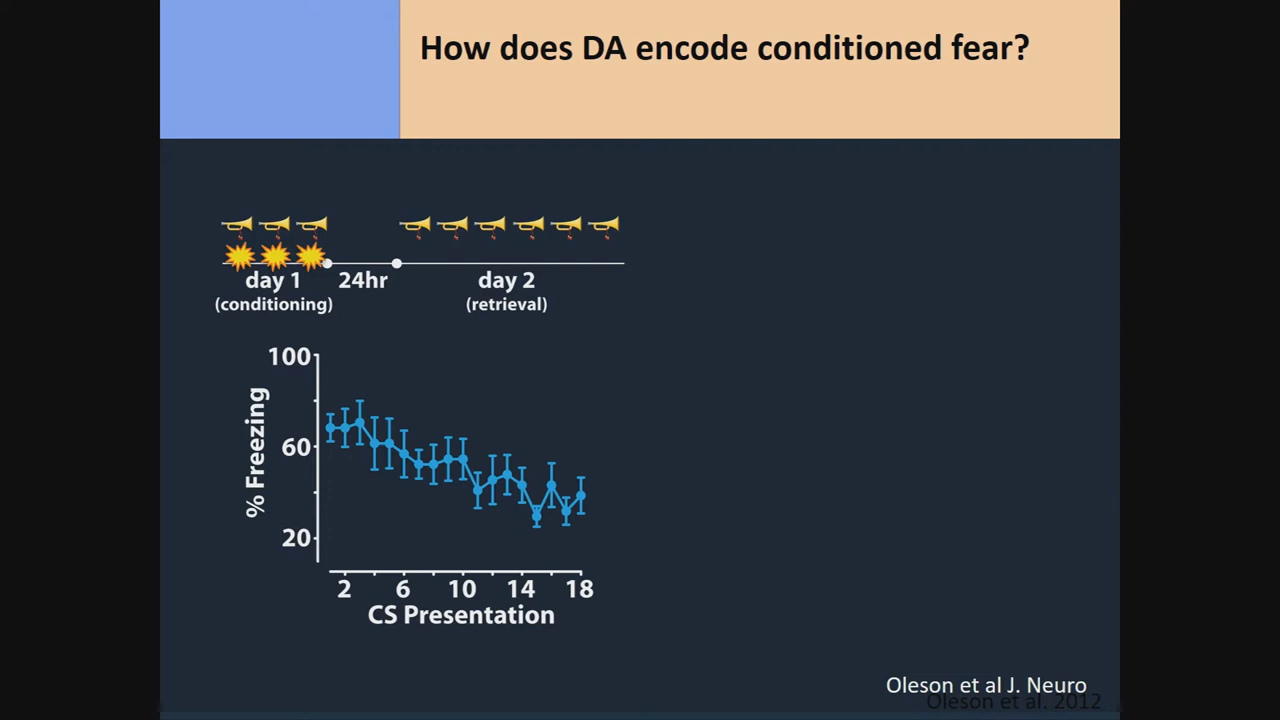 How does DA encode conditioned fear?
day 1 24hr day 2
(conditioning) (retrieval)
100
60
20
% Freezing
2 6 10 14 18
CS Presentation
Oleson et al J. Neuro
Oleson et al. 2012